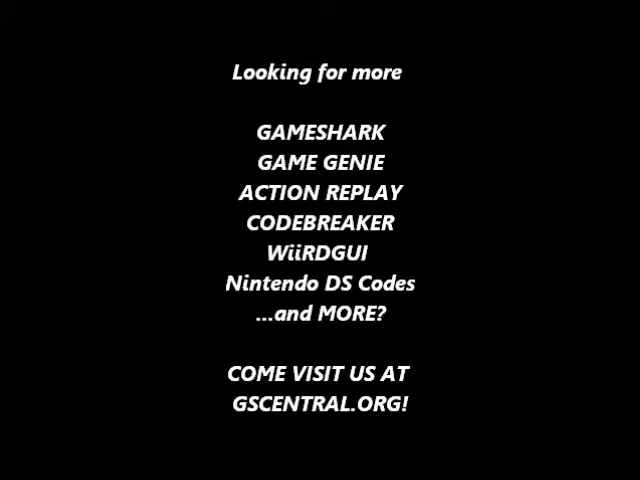 Looking for more
GAMESHARK
GAME GENIE
ACTION REPLAY
CODEBREAKER
WiiRDGUI
Nintendo DS Codes
...and MORE?
COME VISIT US AT
GSCENTRAL.ORG!